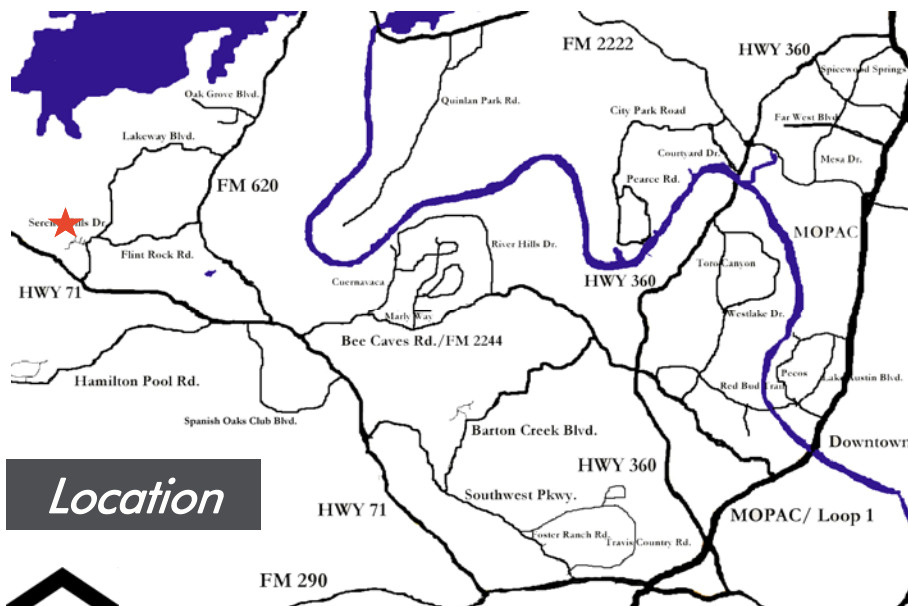 FM 2222
HWY 360
Spicewood Springs
Oak Grove Blvd.
Quinlan Park Rd.
City Park Road
Far West Blvd
Lakeway Blvd.
Courtyard Dr.
Mesa Dr.
Pearce Rd.
FM 620
Dr.
River Hills Dr.
MOPAC
Flint Rock Rd.
Toro Canyon
Cuernavaca
HWY 360
HWY 71
Marly Way
Westlake Dr.
Bee Caves Rd./FM 2244
Hamilton Pool Rd.
Pecos
Red Bud Trail
Lake Austin Blvd.
Spanish Oaks Club Blvd.
Barton Creek Blvd.
Downtown
HWY 360
Location
Southwest Pkwy.
HWY 71
MOPAC/ Loop 1
Foster Ranch Rd.
Travis Country Rd.
FM 290